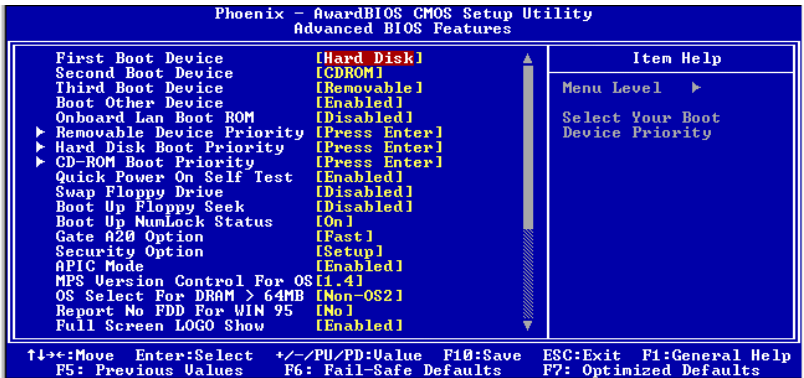 Phoenix - AwardBIOS CMOS Setup Utility
Advanced BIOS Features
First Boot Device [Hard Disk]
Second Boot Device [CDROM]
Third Boot Device [Removable]
Boot Other Device [Enabled]
Onboard Lan Boot ROM [Disabled]
► Removable Device Priority [Press Enter]
► Hard Disk Boot Priority [Press Enter]
► CD-ROM Boot Priority [Press Enter]
Quick Power On Self Test [Enabled]
Swap Floppy Drive [Disabled]
Boot Up Floppy Seek [Disabled]
Boot Up NumLock Status [On]
Gate A20 Option [Fast]
Security Option [Setup]
APIC Mode [Enabled]
MPS Version Control For OS[1.4]
OS Select For DRAM > 64MB [Non-OS2]
Report No FDD For WIN 95 [No]
Full Screen LOGO Show [Enabled]
Item Help
Menu Level ►
Select Your Boot
Device Priority
↑↓→←:Move Enter:Select +/-/PU/PD:Value F10:Save ESC:Exit F1:General Help
F5: Previous Values F6: Fail-Safe Defaults F7: Optimized Defaults